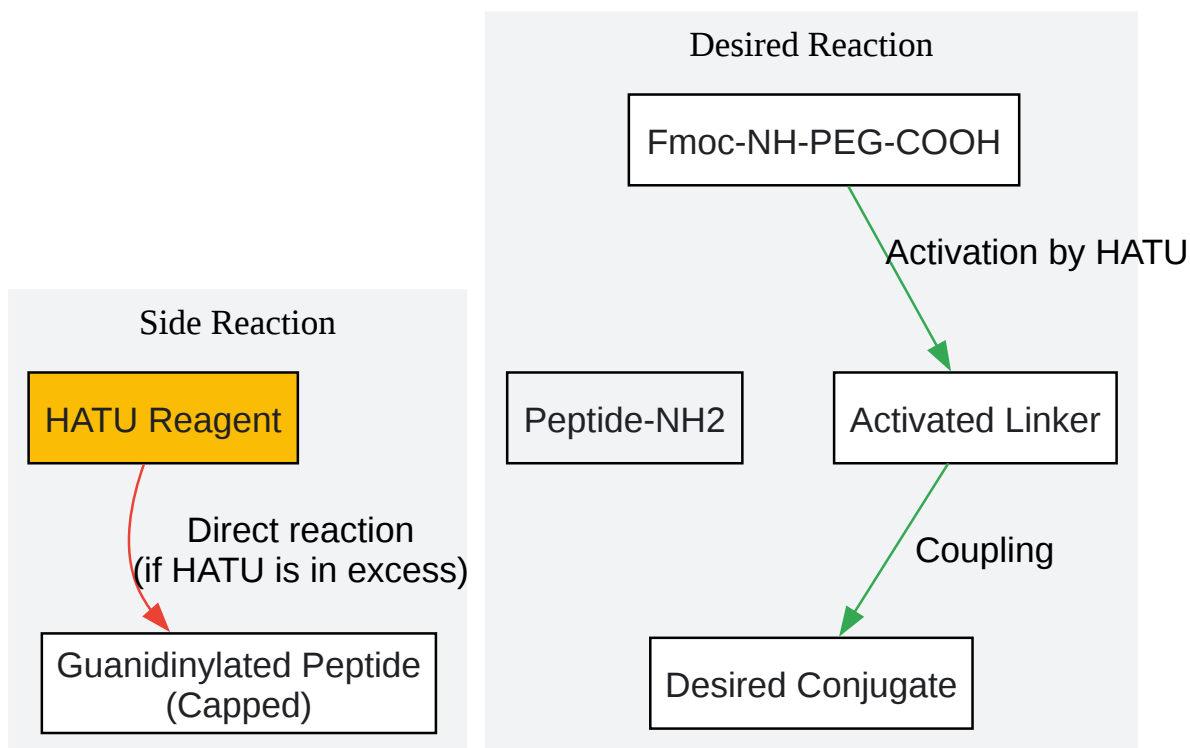 Desired Reaction
Fmoc-NH-PEG-COOH
Activation by HATU
Side Reaction
HATU Reagent
Peptide-NH2
Activated Linker
Direct reaction
(if HATU is in excess)
Coupling
Guanidinylated Peptide
(Capped)
Desired Conjugate